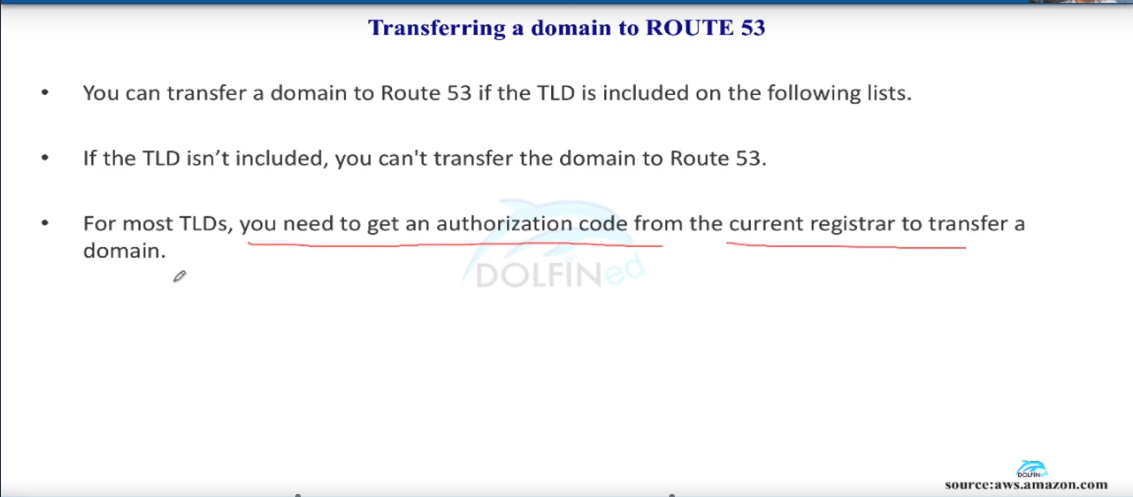 Transferring a domain to ROUTE 53
• You can transfer a domain to Route 53 if the TLD is included on the following lists.
• If the TLD isn’t included, you can't transfer the domain to Route 53.
• For most TLDs, you need to get an authorization code from the current registrar to transfer a
domain.
DOLFINed
DOLFINed
source:aws.amazon.com